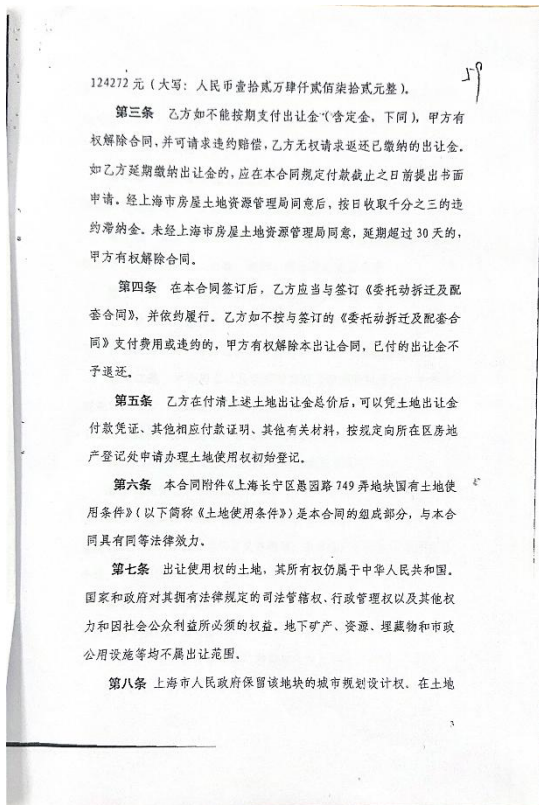 59
124272元（大写：人民币壹拾贰万肆仟贰佰柒拾贰元整）。
第三条 乙方如不能按期支付出让金（含定金，下同），甲方有
权解除合同，并可请求违约赔偿，乙方无权请求返还已缴纳的出让金。
如乙方延期缴纳出让金的，应在本合同规定付款截止之日前提出书面
申请。经上海市房屋土地资源管理局同意后，按日收取千分之三的违
约滞纳金。未经上海市房屋土地资源管理局同意，延期超过30天的，
甲方有权解除合同。
第四条 在本合同签订后，乙方应当与签订《委托动拆迁及配
套合同》，并依约履行。乙方如不按与签订的《委托动拆迁及配套合
同》支付费用或违约的，甲方有权解除本出让合同，已付的出让金不
予退还。
第五条 乙方在付清上述土地出让金总价后，可以凭土地出让金
付款凭证、其他相应付款证明、其他有关材料，按规定向所在区房地
产登记处申请办理土地使用权初始登记。
第六条 本合同附件《上海长宁区愚园路749弄地块国有土地使
用条件》（以下简称《土地使用条件》）是本合同的组成部分，与本合
同具有同等法律效力、
第七条 出让使用权的土地，其所有权仍属于中华人民共和国。
国家和政府对其拥有法律规定的司法管辖权、行政管理权以及其他权
力和因社会公众利益所必须的权益。地下矿产、资源、埋藏物和市政
公用设施等均不属出让范围、
第八条 上海市人民政府保留该地块的城市规划设计权。在土地
3